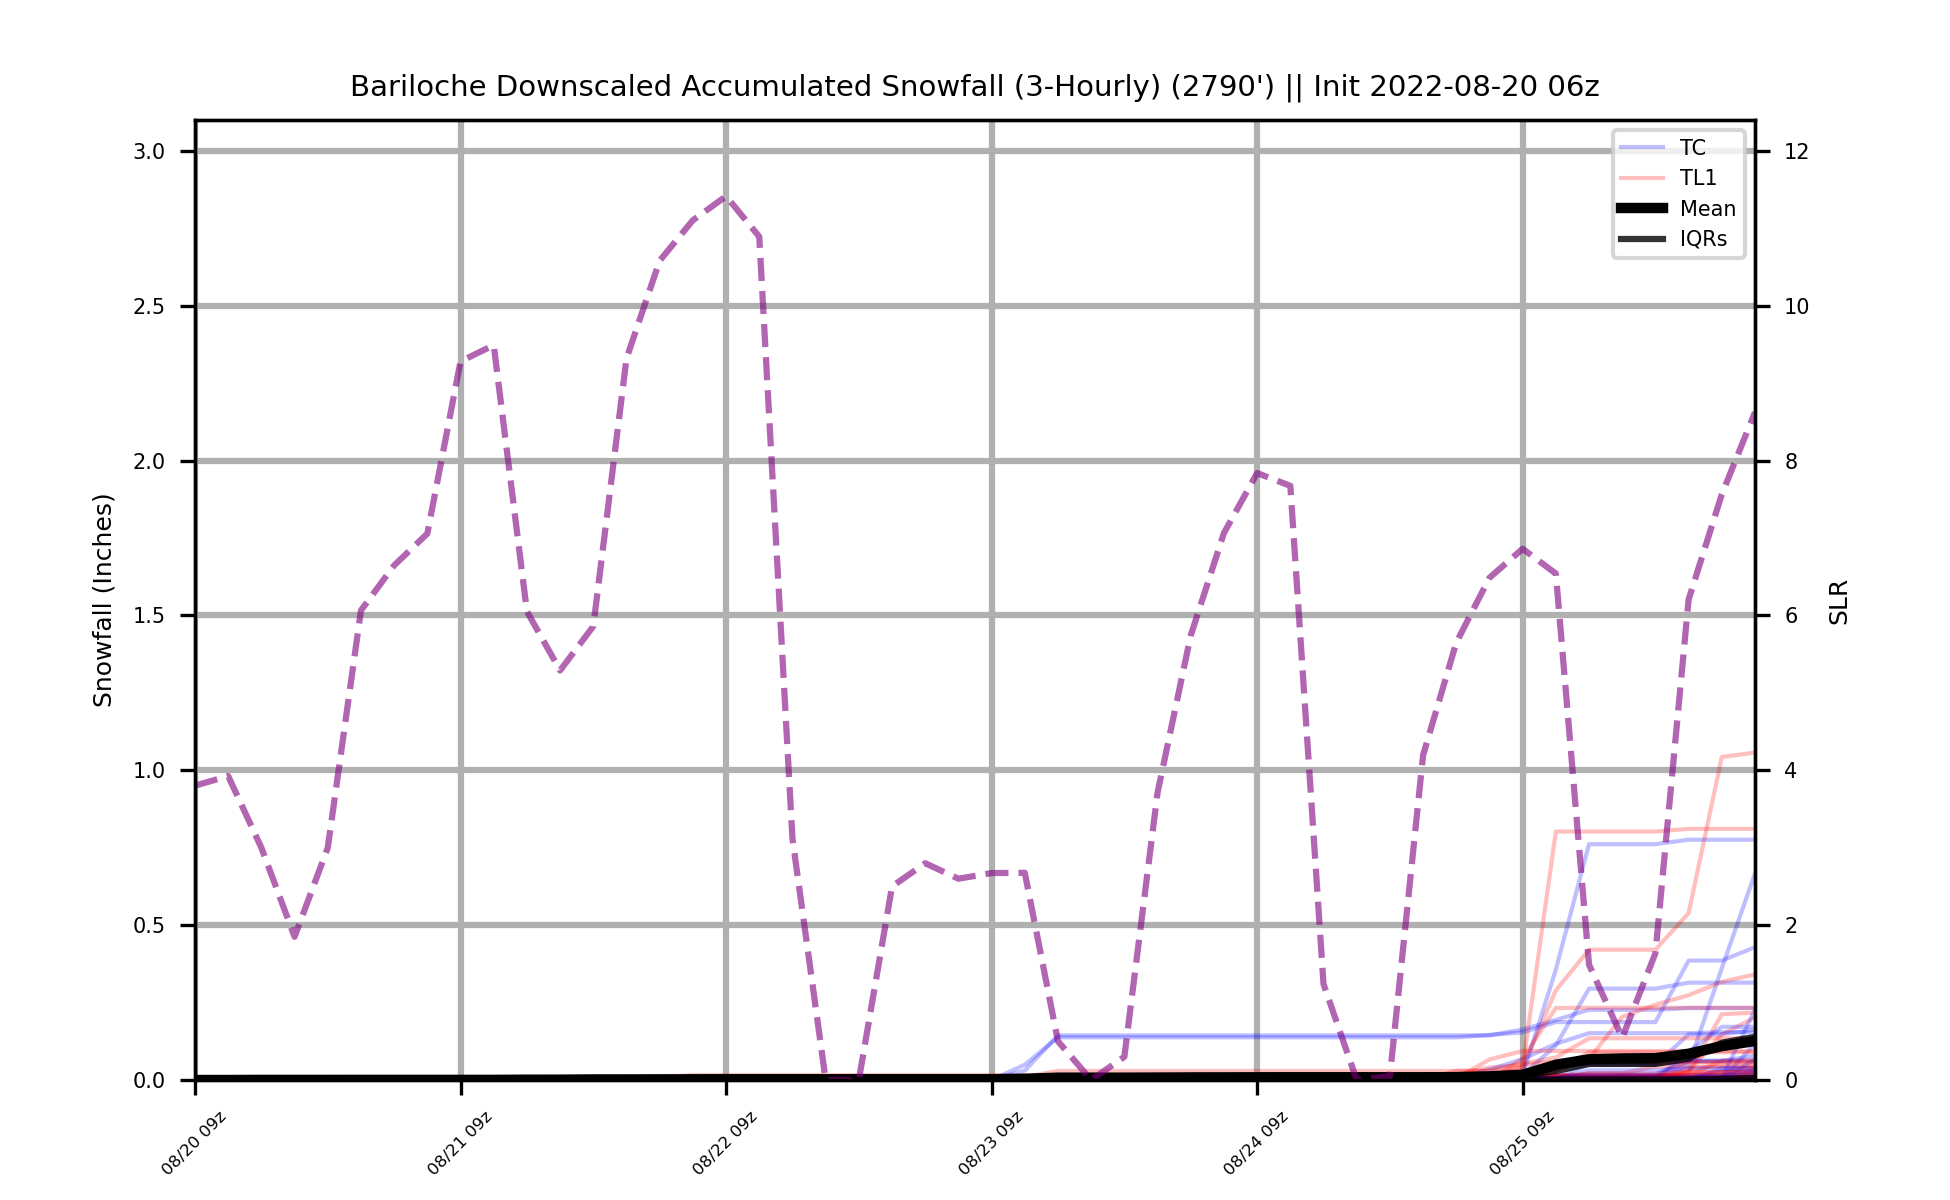 Bariloche Downscaled Accumulated Snowfall (3-Hourly) (2790') || Init 2022-08-20 06z
TC
TL1
Mean
IQRs
3.0
2.5
2.0
1.5
1.0
0.5
0.0
Snowfall (Inches)
12
10
8
6
4
2
0
SLR
08/20 09z
08/21 09z
08/22 09z
08/23 09z
08/24 09z
08/25 09z